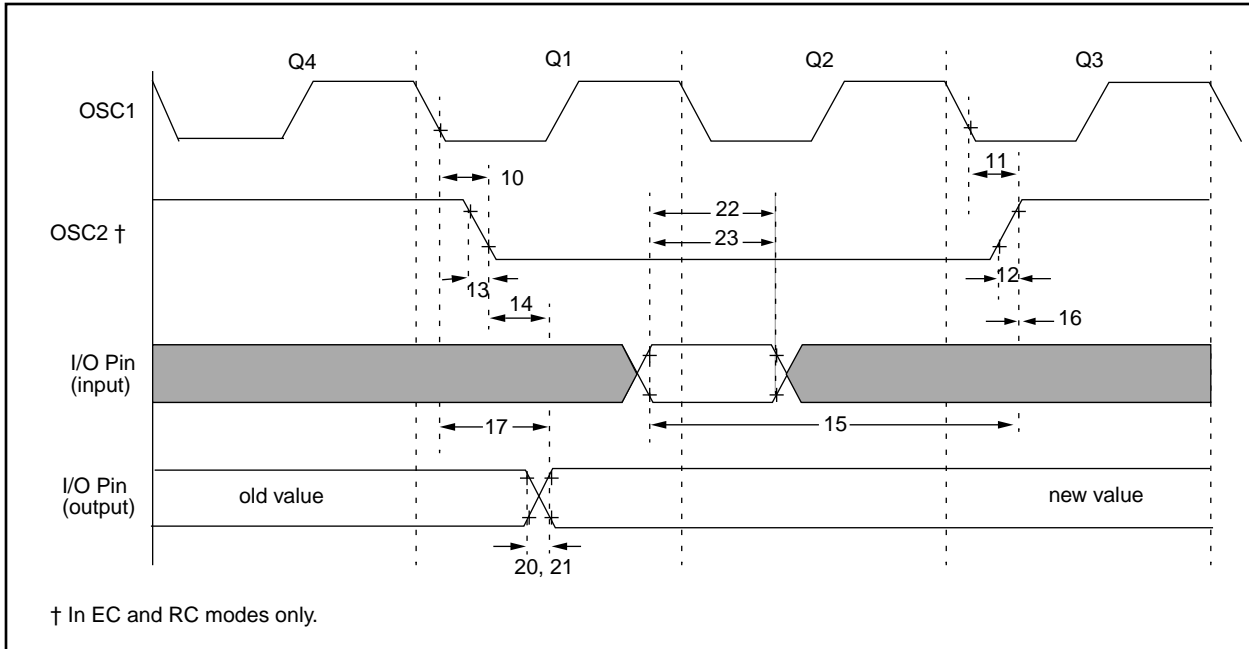 Q4 Q1 Q2 Q3
OSC1
11
10
22
OSC2 †
23
13
12
14
16
I/O Pin
(input)
17
15
I/O Pin
(output)
old value
new value
20, 21
† In EC and RC modes only.